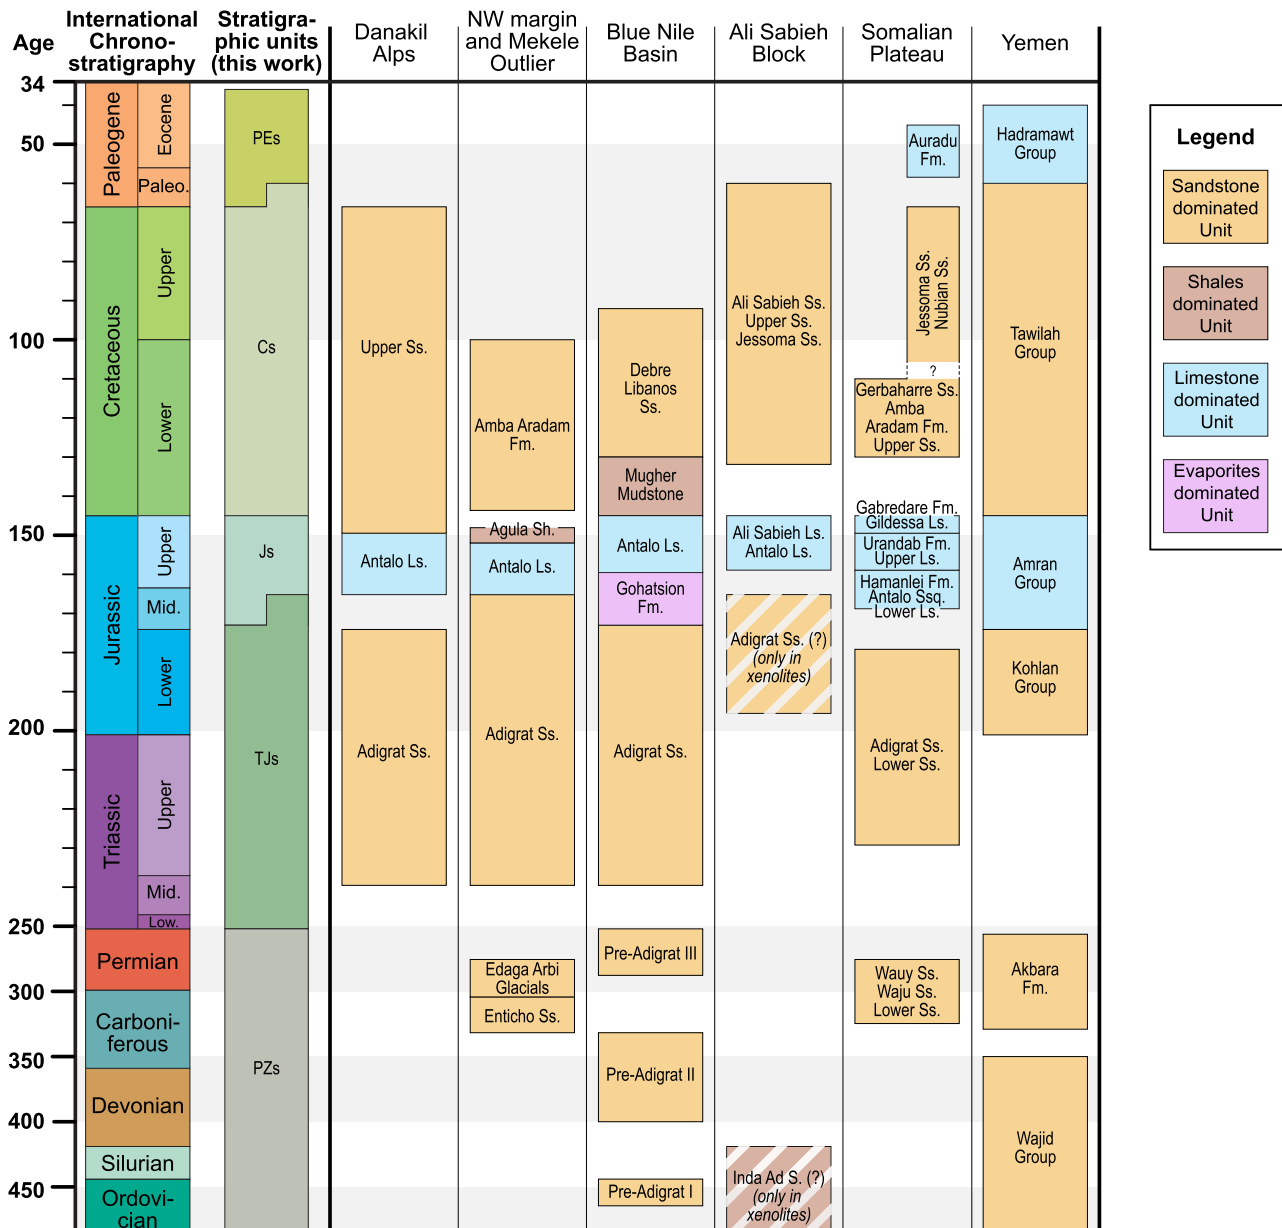 Age
International
Chrono-
stratigraphy
Stratigra-
phic units
(this work)
Danakil
Alps
NW margin
and Mekele
Outlier
Blue Nile
Basin
Ali Sabieh
Block
Somalian
Plateau
Yemen
34
50
100
150
200
250
300
350
400
450
Paleogene
Eocene
Paleo.
Cretaceous
Upper
Lower
Jurassic
Upper
Mid.
Lower
Triassic
Upper
Mid.
Low.
Permian
Carboni-
ferous
Devonian
Silurian
Ordovi-
cian
PEs
Cs
Js
TJs
PZs
Upper Ss.
Antalo Ls.
Adigrat Ss.
Amba Aradam
Fm.
Agula Sh.
Antalo Ls.
Adigrat Ss.
Edaga Arbi
Glacials
Enticho Ss.
Debre
Libanos
Ss.
Mugher
Mudstone
Antalo Ls.
Gohatsion
Fm.
Adigrat Ss.
Pre-Adigrat III
Pre-Adigrat II
Pre-Adigrat I
Ali Sabieh Ss.
Upper Ss.
Jessoma Ss.
Ali Sabieh Ls.
Antalo Ls.
Adigrat Ss. (?)
(only in
xenolites)
Inda Ad S. (?)
(only in
xenolites)
Auradu
Fm.
Jessoma Ss.
Nubian Ss.
?
Gerbaharre Ss.
Amba
Aradam Fm.
Upper Ss.
Gabredare Fm.
Gildessa Ls.
Urandab Fm.
Upper Ls.
Hamanlei Fm.
Antalo Ssq.
Lower Ls.
Adigrat Ss.
Lower Ss.
Wauy Ss.
Waju Ss.
Lower Ss.
Hadramawt
Group
Tawilah
Group
Amran
Group
Kohlan
Group
Akbara
Fm.
Wajid
Group
Legend
Sandstone
dominated
Unit
Shales
dominated
Unit
Limestone
dominated
Unit
Evaporites
dominated
Unit